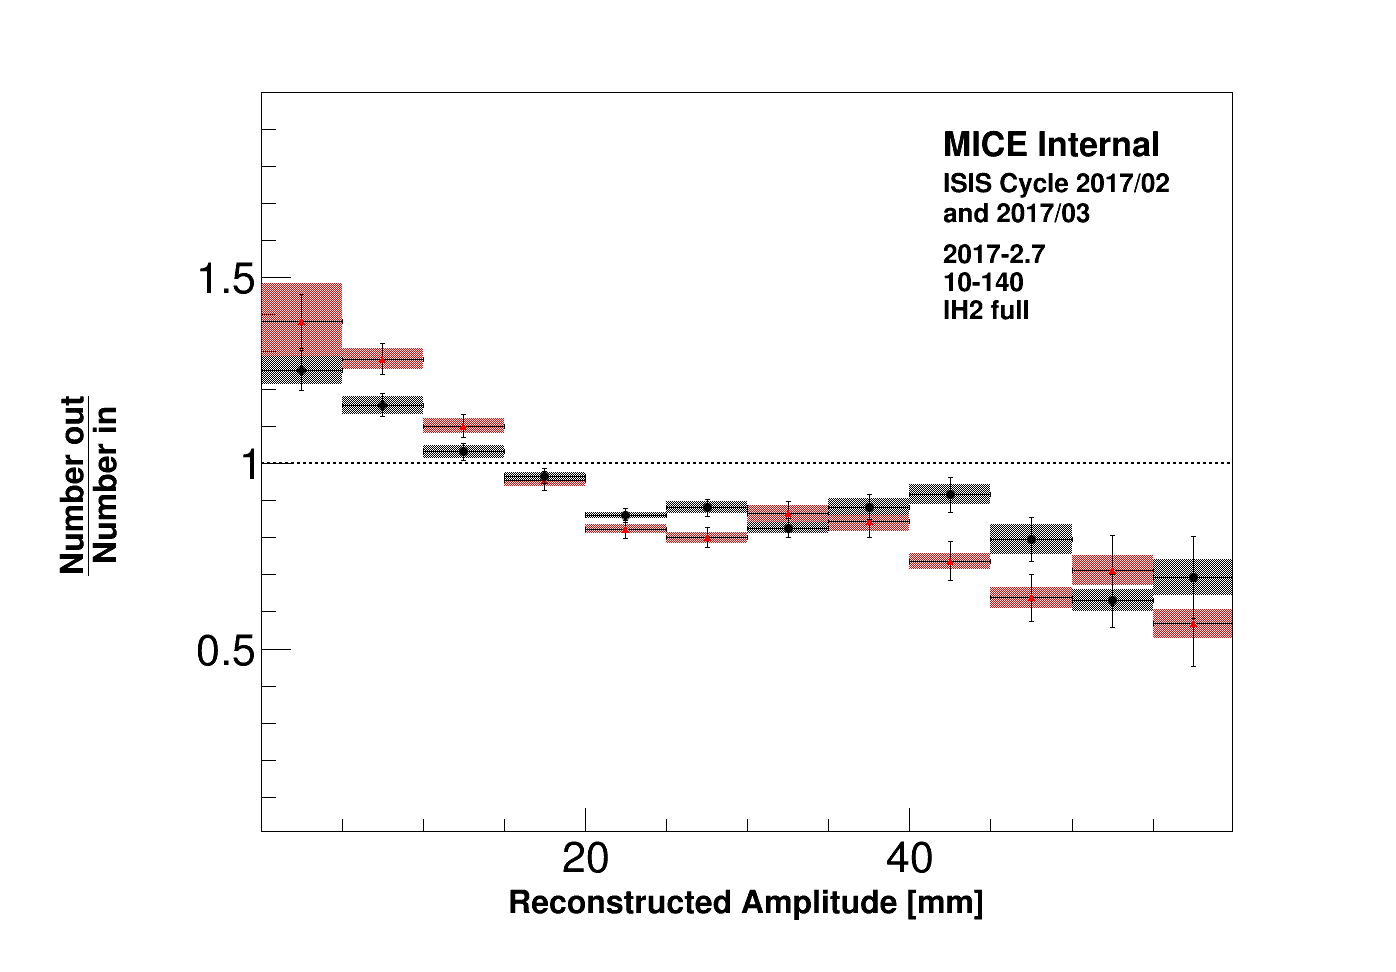 MICE Internal
ISIS Cycle 2017/02
and 2017/03
2017-2.7
10-140
IH2 full
1.5
1
0.5
Number out
Number in
20
40
Reconstructed Amplitude [mm]